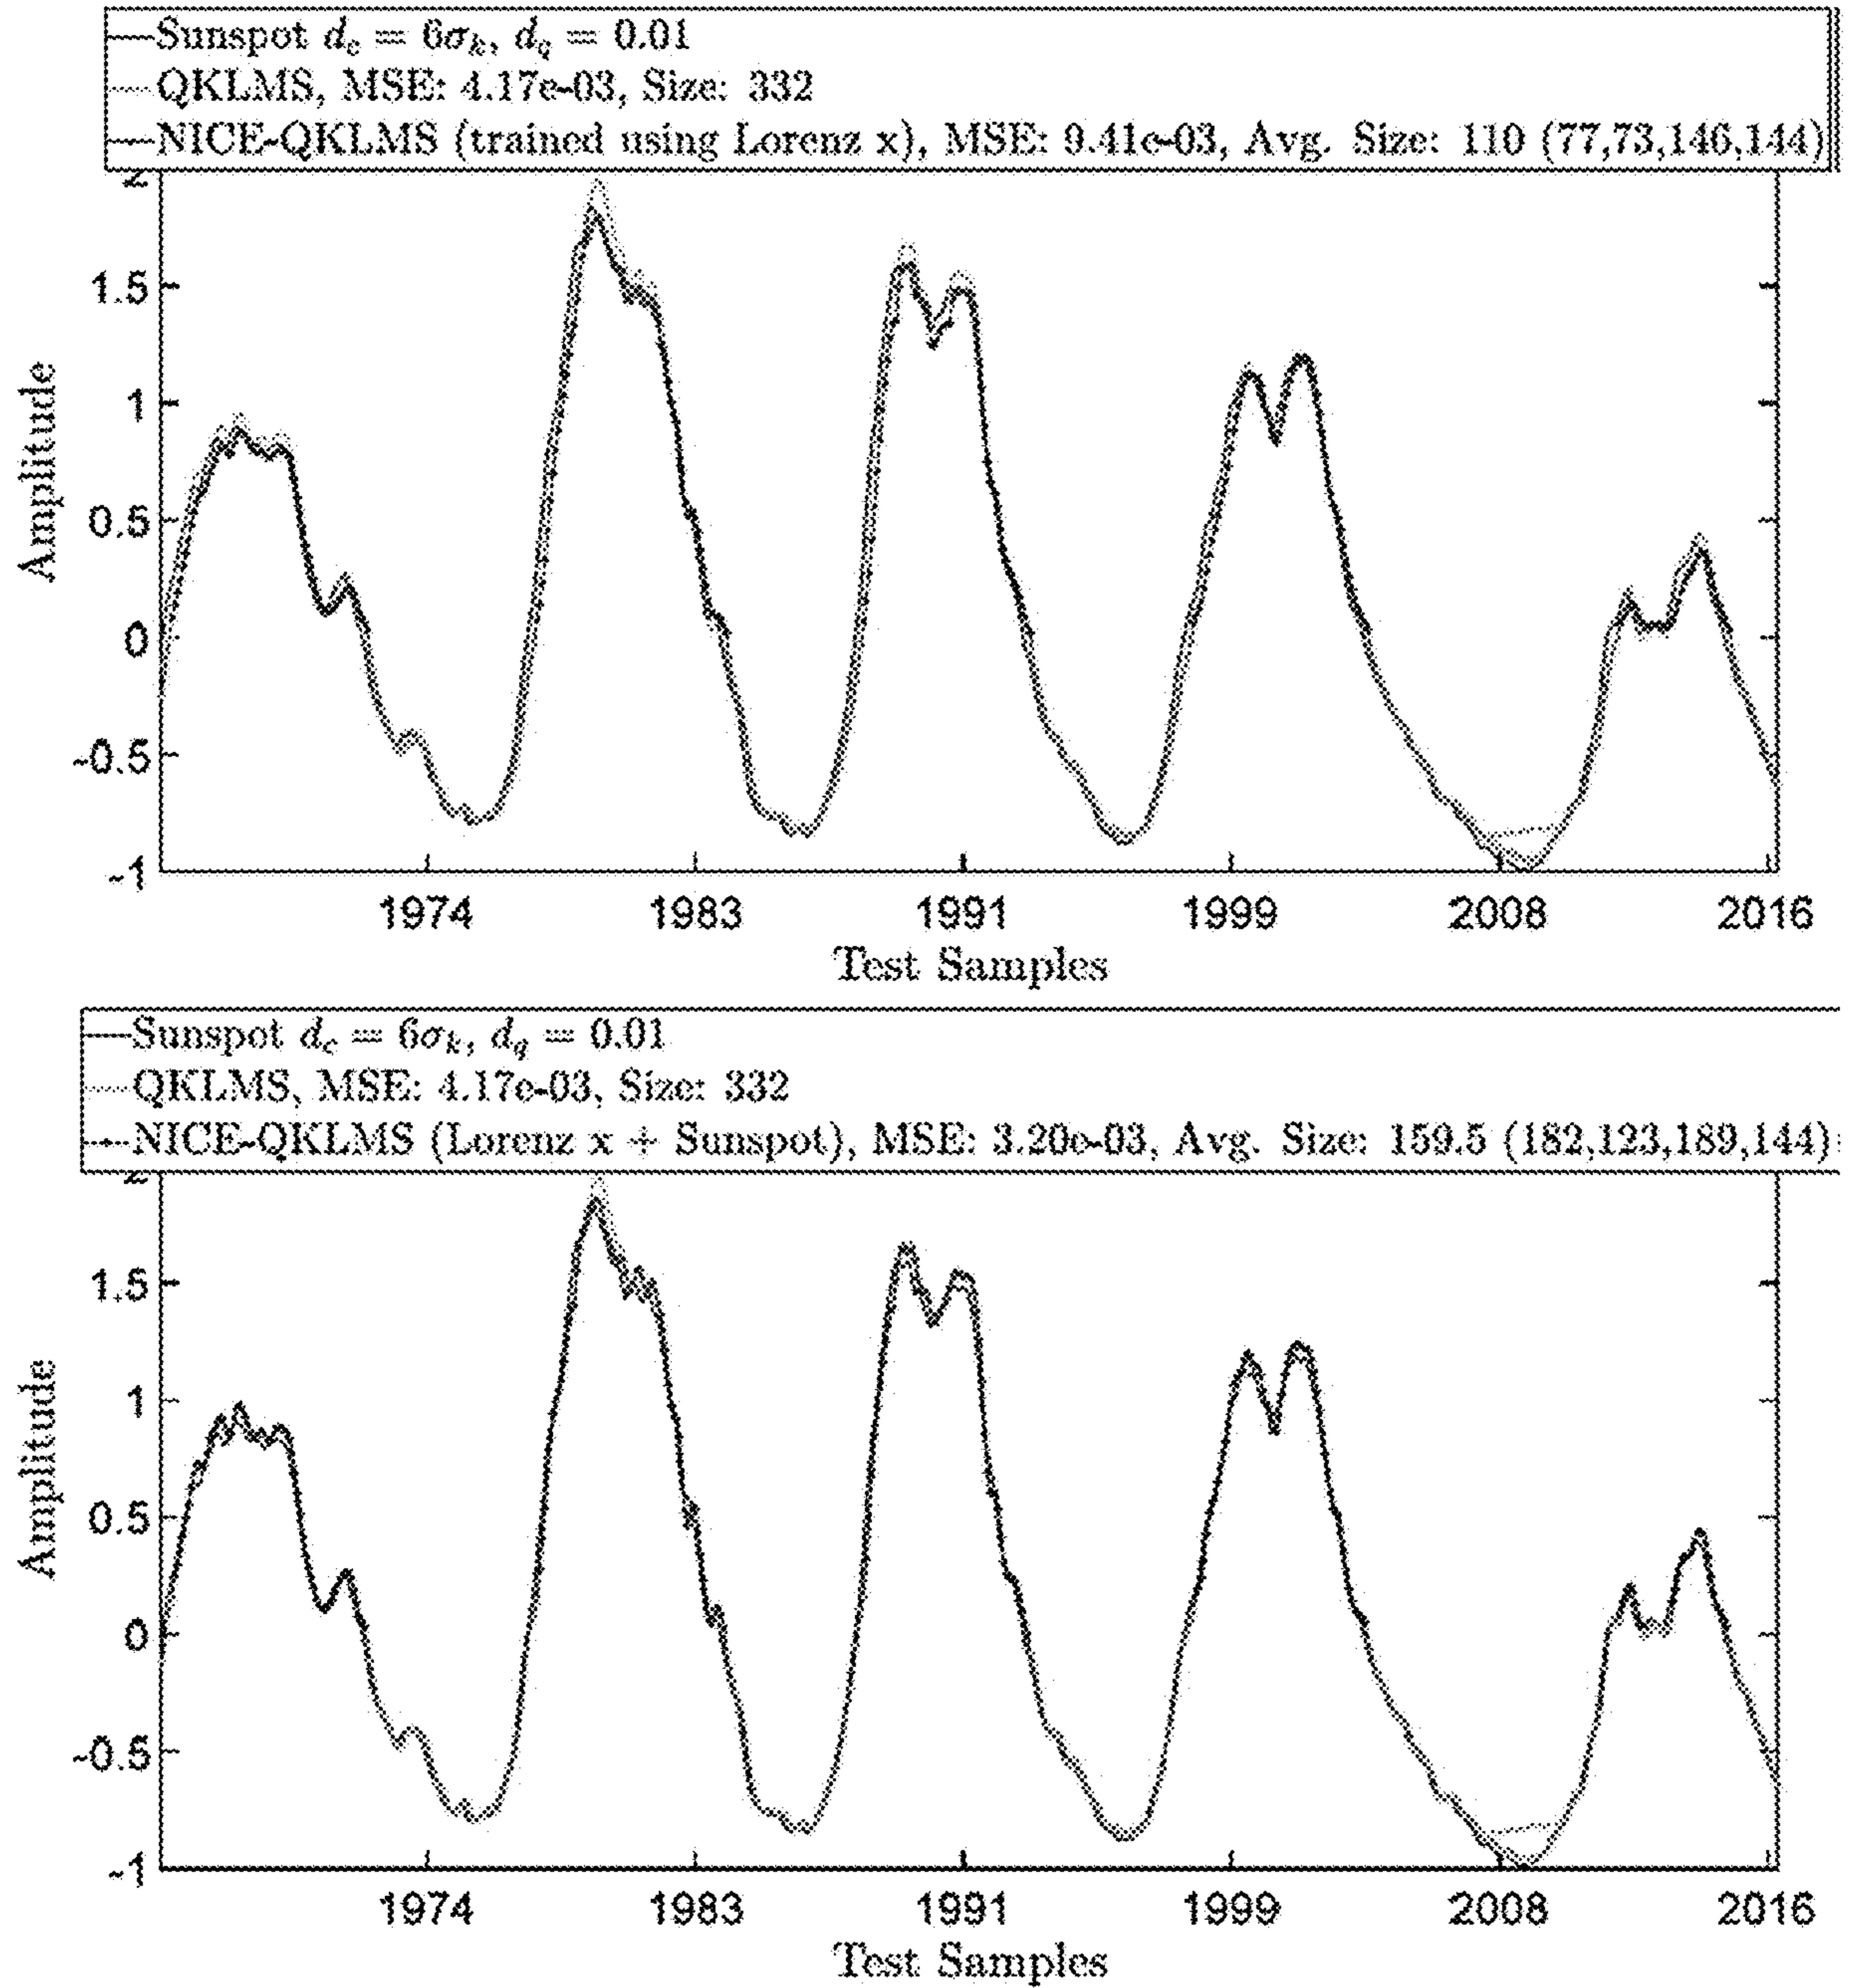 Sunspot d_c = 6σ_k, d_q = 0.01
QKLMS, MSE: 4.17e-03, Size: 332
NICE-QKLMS (trained using Lorenz x), MSE: 9.41e-03, Avg. Size: 110 (77,73,146,144)
2
1.5
1
0.5
0
-0.5
-1
Amplitude
1974 1983 1991 1999 2008 2016
Test Samples
Sunspot d_c = 6σ_k, d_q = 0.01
QKLMS, MSE: 4.17e-03, Size: 332
NICE-QKLMS (Lorenz x + Sunspot), MSE: 3.20e-03, Avg. Size: 159.5 (182,123,189,144)
2
1.5
1
0.5
0
-0.5
-1
Amplitude
1974 1983 1991 1999 2008 2016
Test Samples